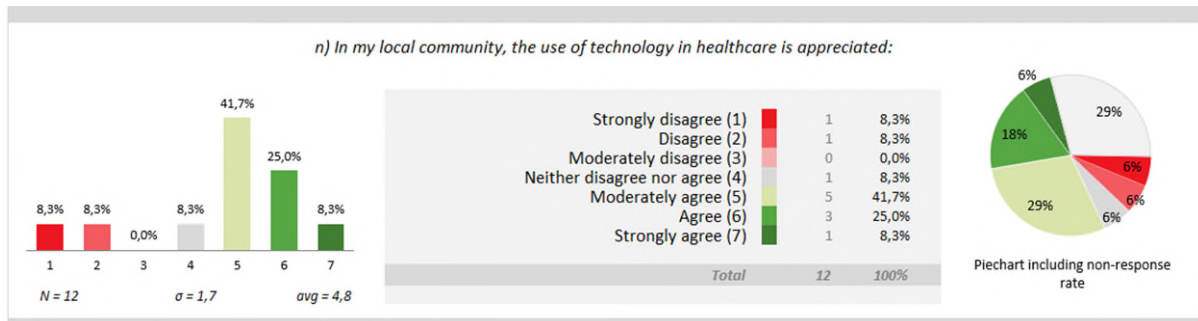 n) In my local community, the use of technology in healthcare is appreciated:
8,3%
8,3%
0,0%
8,3%
41,7%
25,0%
8,3%
1 2 3 4 5 6 7
N = 12 σ = 1,7 avg = 4,8
Strongly disagree (1) 1 8,3%
Disagree (2) 1 8,3%
Moderately disagree (3) 0 0,0%
Neither disagree nor agree (4) 1 8,3%
Moderately agree (5) 5 41,7%
Agree (6) 3 25,0%
Strongly agree (7) 1 8,3%
Total 12 100%
6%
29%
18%
6%
6%
29%
6%
Piechart including non-response
rate